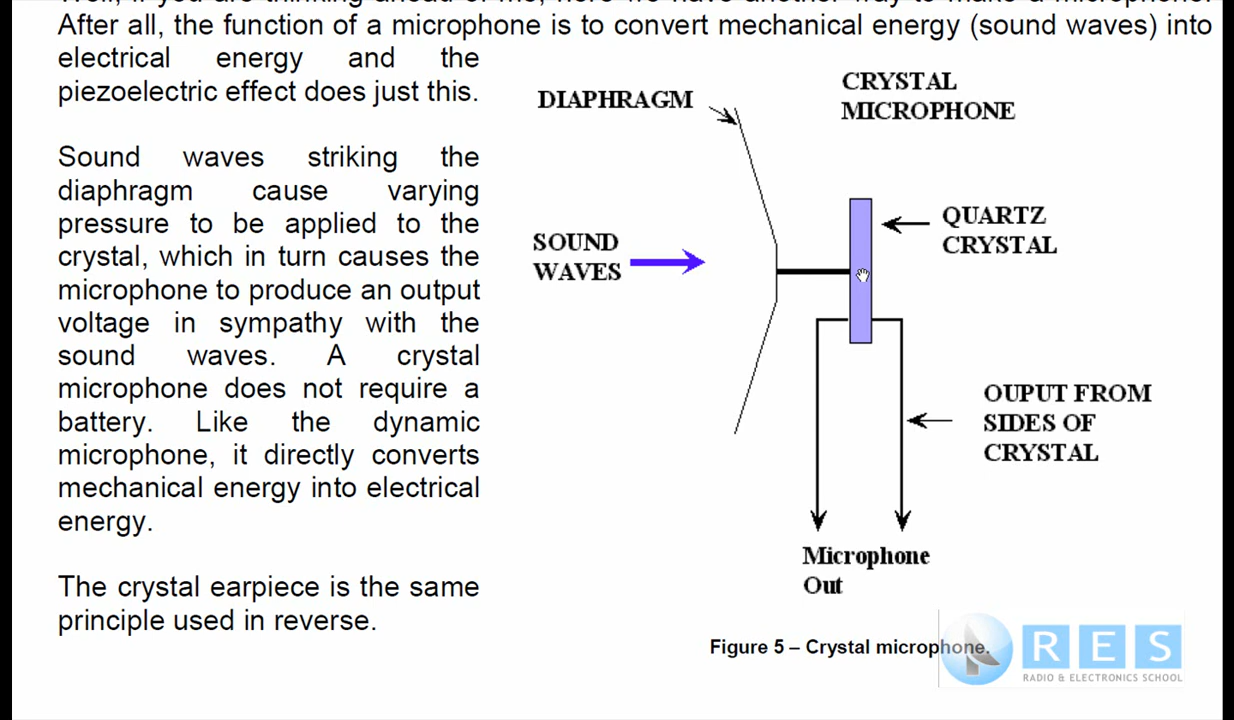 After all, the function of a microphone is to convert mechanical energy (sound waves) into
electrical energy and the
piezoelectric effect does just this.
Sound waves striking the
diaphragm cause varying
pressure to be applied to the
crystal, which in turn causes the
microphone to produce an output
voltage in sympathy with the
sound waves. A crystal
microphone does not require a
battery. Like the dynamic
microphone, it directly converts
mechanical energy into electrical
energy.
The crystal earpiece is the same
principle used in reverse.
DIAPHRAGM
CRYSTAL
MICROPHONE
SOUND
WAVES
QUARTZ
CRYSTAL
OUPUT FROM
SIDES OF
CRYSTAL
Microphone
Out
Figure 5 – Crystal microphone.
RES
RADIO & ELECTRONICS SCHOOL